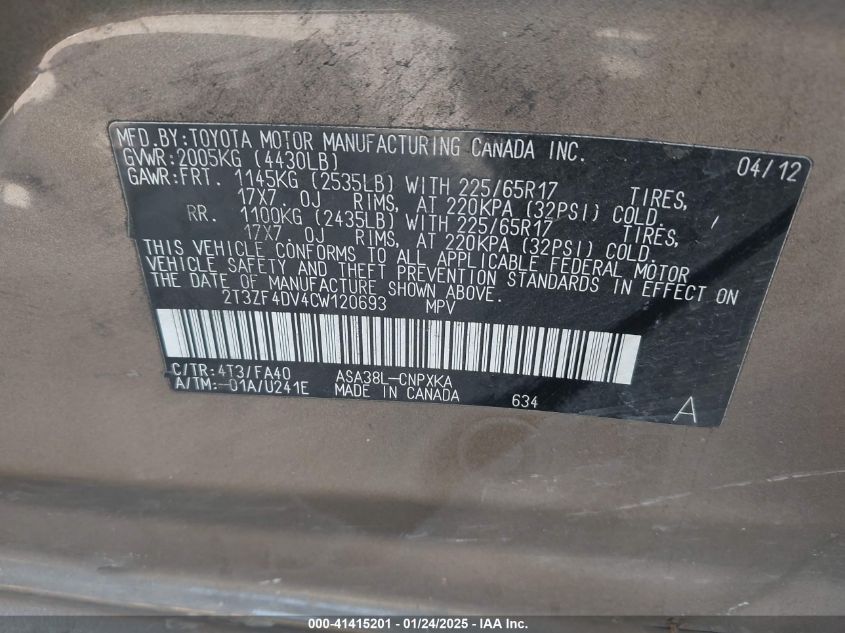 MFD.BY:TOYOTA MOTOR MANUFACTURING CANADA INC. 04/12
GVWR:2005KG (4430LB)
GAWR:FRT. 1145KG (2535LB) WITH 225/65R17 TIRES,
17X7. 0J RIMS, AT 220KPA (32PSI) COLD.
RR. 1100KG (2435LB) WITH 225/65R17 TIRES,
17X7. 0J RIMS, AT 220KPA (32PSI) COLD.
THIS VEHICLE CONFORMS TO ALL APPLICABLE FEDERAL MOTOR
VEHICLE SAFETY AND THEFT PREVENTION STANDARDS IN EFFECT ON
THE DATE OF MANUFACTURE SHOWN ABOVE.
2T3ZF4DV4CW120693 MPV
C/TR:4T3/FA40 ASA38L-CNPXKA
A/TM:-01A/U241E MADE IN CANADA 634 A
000-41415201 - 01/24/2025 - IAA Inc.